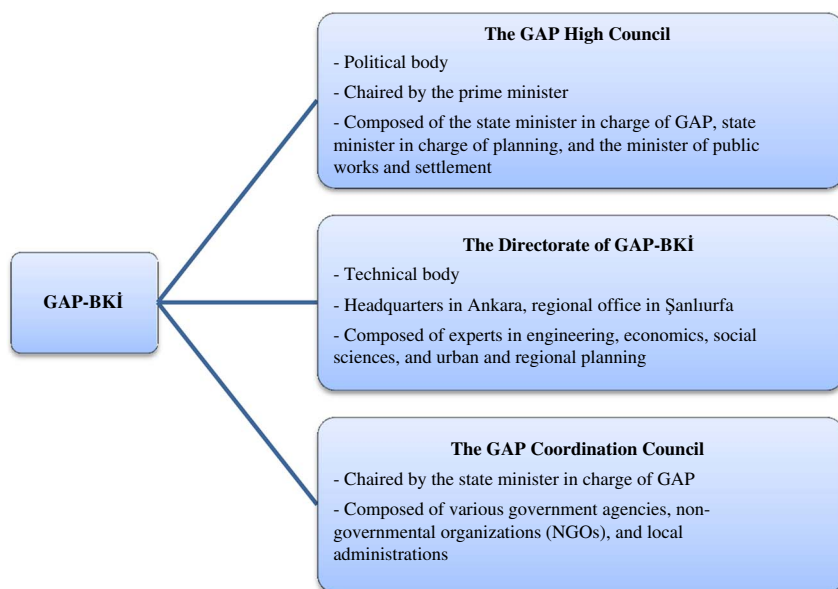 The GAP High Council
- Political body
- Chaired by the prime minister
- Composed of the state minister in charge of GAP, state
minister in charge of planning, and the minister of public
works and settlement
GAP-BKİ
The Directorate of GAP-BKİ
- Technical body
- Headquarters in Ankara, regional office in Şanlıurfa
- Composed of experts in engineering, economics, social
sciences, and urban and regional planning
The GAP Coordination Council
- Chaired by the state minister in charge of GAP
- Composed of various government agencies, non-
governmental organizations (NGOs), and local
administrations